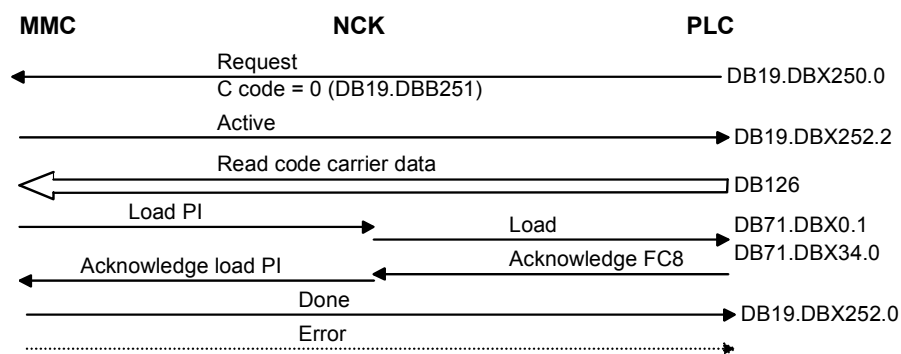 MMC NCK PLC
Request
DB19.DBX250.0
C code = 0 (DB19.DBB251)
Active
DB19.DBX252.2
Read code carrier data
DB126
Load PI
Load
DB71.DBX0.1
DB71.DBX34.0
Acknowledge FC8
Acknowledge load PI
Done
DB19.DBX252.0
Error